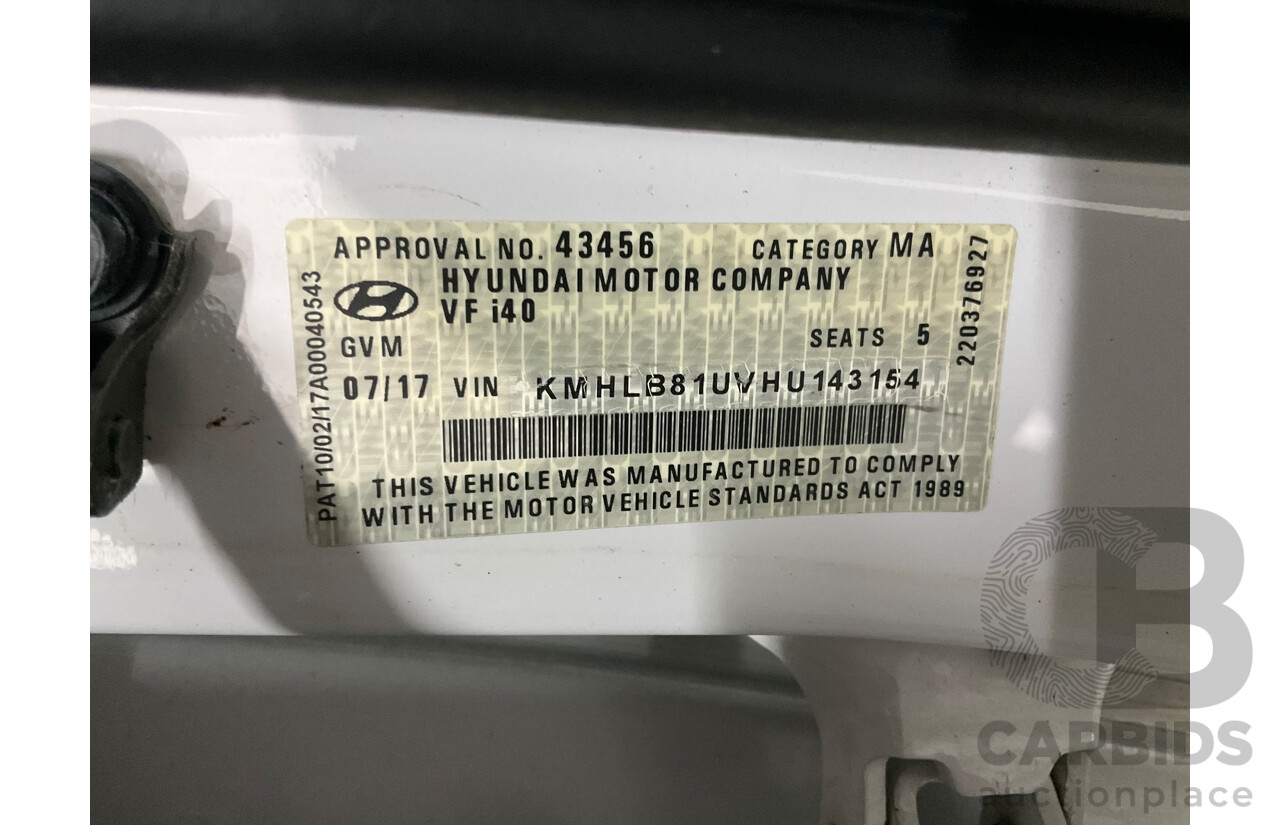 APPROVAL NO. 43456 CATEGORY MA
HYUNDAI MOTOR COMPANY
VF i40
SEATS 5
GVM
07/17 VIN KMHLB81UVHU143154
THIS VEHICLE WAS MANUFACTURED TO COMPLY
WITH THE MOTOR VEHICLE STANDARDS ACT 1989
PAT10/02/17A00040543
220376927
CB
CARBIDS
auctionplace